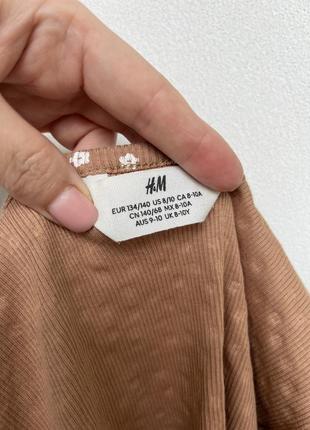 H&M
EUR 134/140 US 8/10 CA 8-10A
CN 140/68 MX 8-10A
AUS 9-10 UK 8-10Y